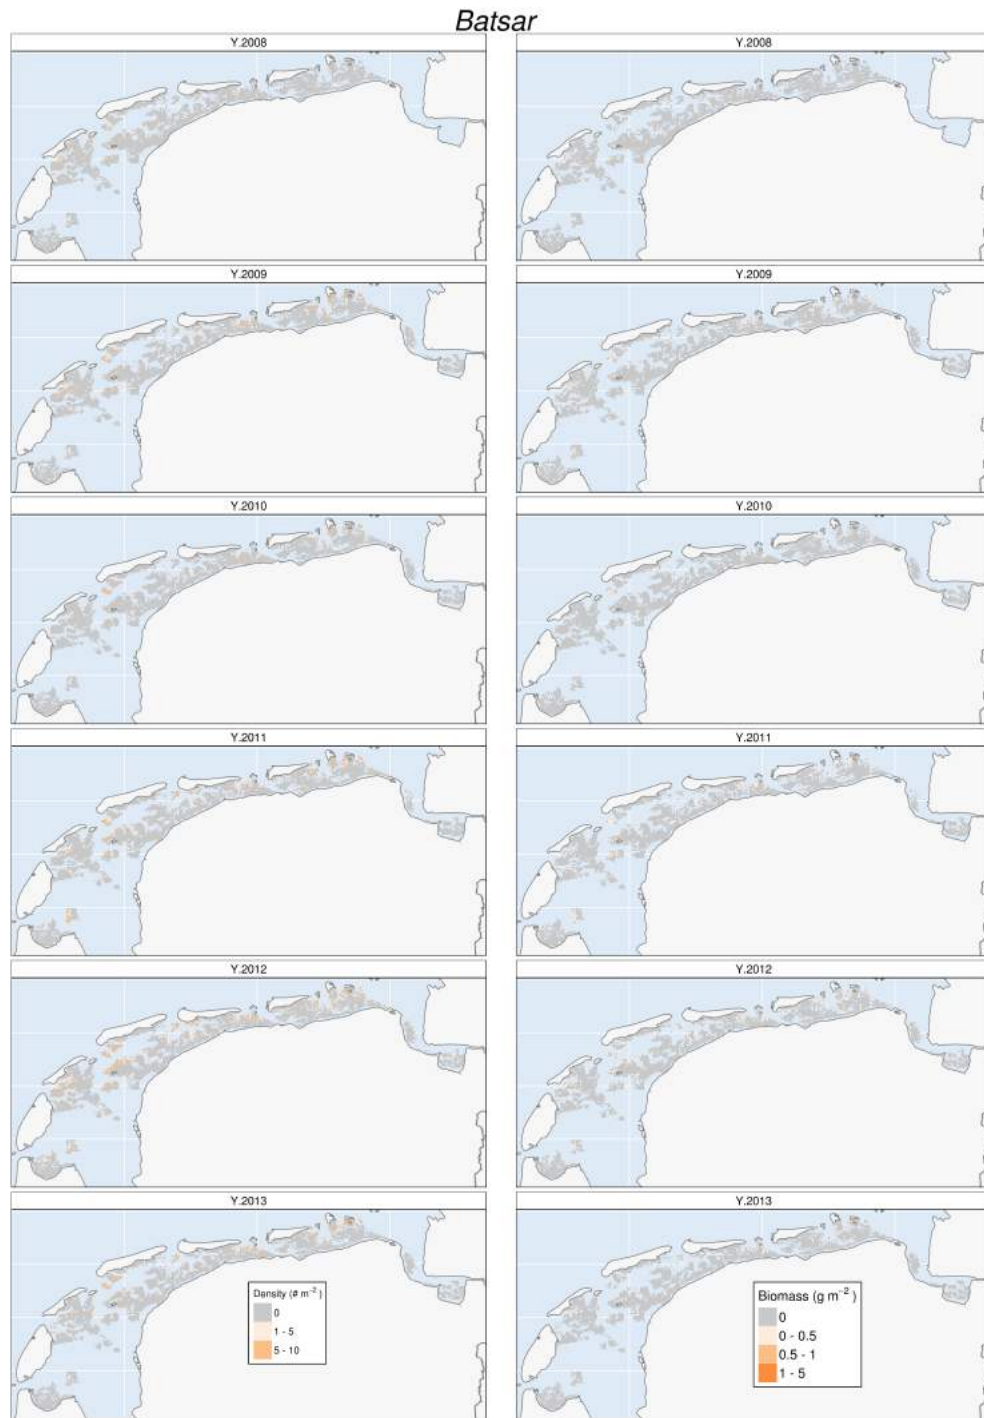 Batsar
Y.2008
Y.2008
Y.2009
Y.2009
Y.2010
Y.2010
Y.2011
Y.2011
Y.2012
Y.2012
Y.2013
Y.2013
Density (# m⁻²)
0
1 - 5
5 - 10
Biomass (g m⁻²)
0
0 - 0.5
0.5 - 1
1 - 5